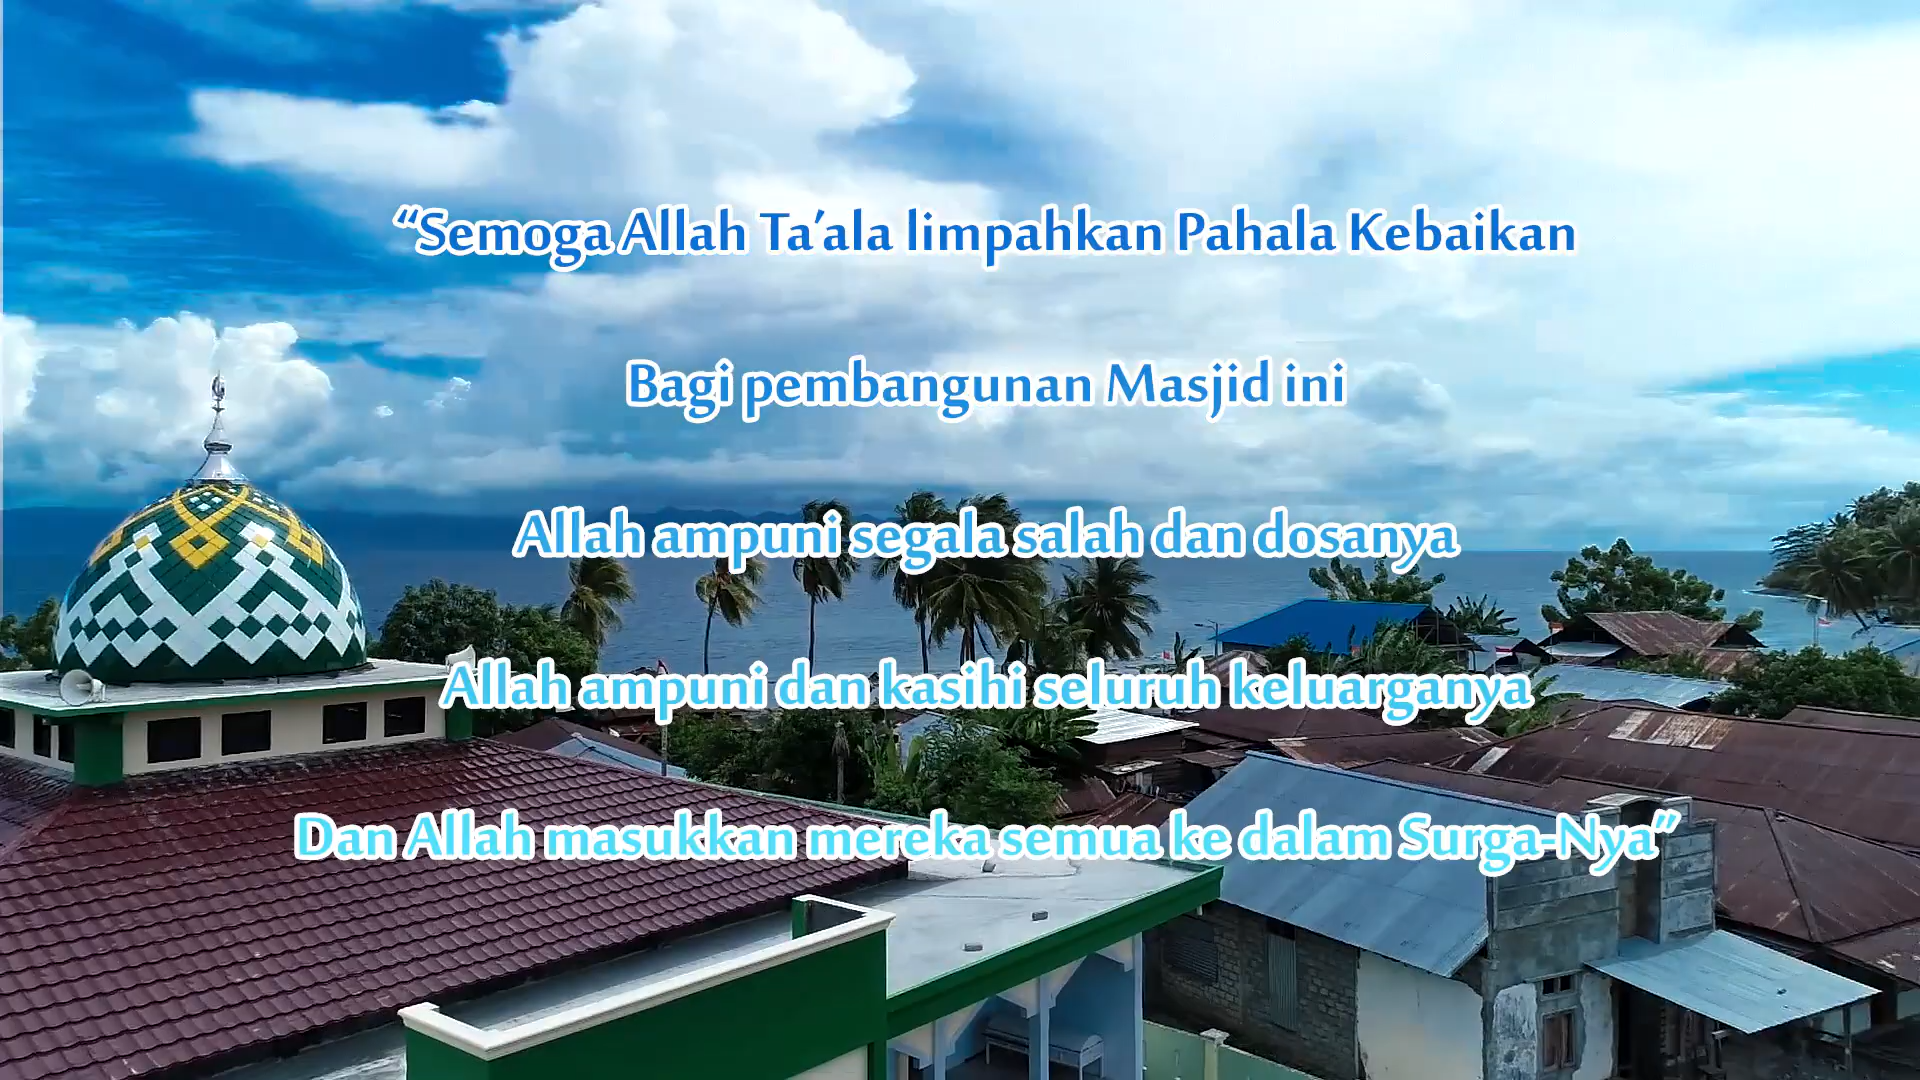 “Semoga Allah Ta’ala limpahkan Pahala Kebaikan
Bagi pembangunan Masjid ini
Allah ampuni segala salah dan dosanya
Allah ampuni dan kasihi seluruh keluarganya
Dan Allah masukkan mereka semua ke dalam Surga-Nya”